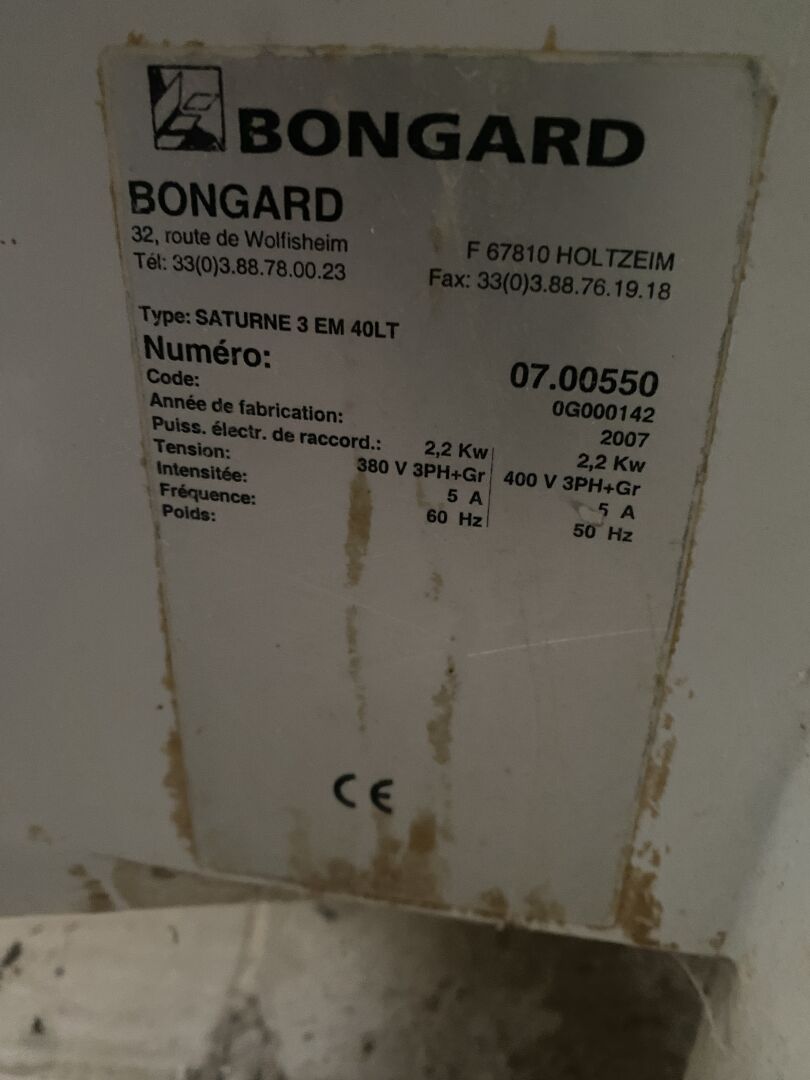 BONGARD
BONGARD
32, route de Wolfisheim F 67810 HOLTZEIM
Tél: 33(0)3.88.78.00.23 Fax: 33(0)3.88.76.19.18
Type: SATURNE 3 EM 40LT
Numéro: 07.00550
Code: 0G000142
Année de fabrication: 2007
Puiss. électr. de raccord.: 2,2 Kw 2,2 Kw
Tension: 380 V 3PH+Gr 400 V 3PH+Gr
Intensitée: 5 A 5 A
Fréquence: 60 Hz 50 Hz
Poids:
CE